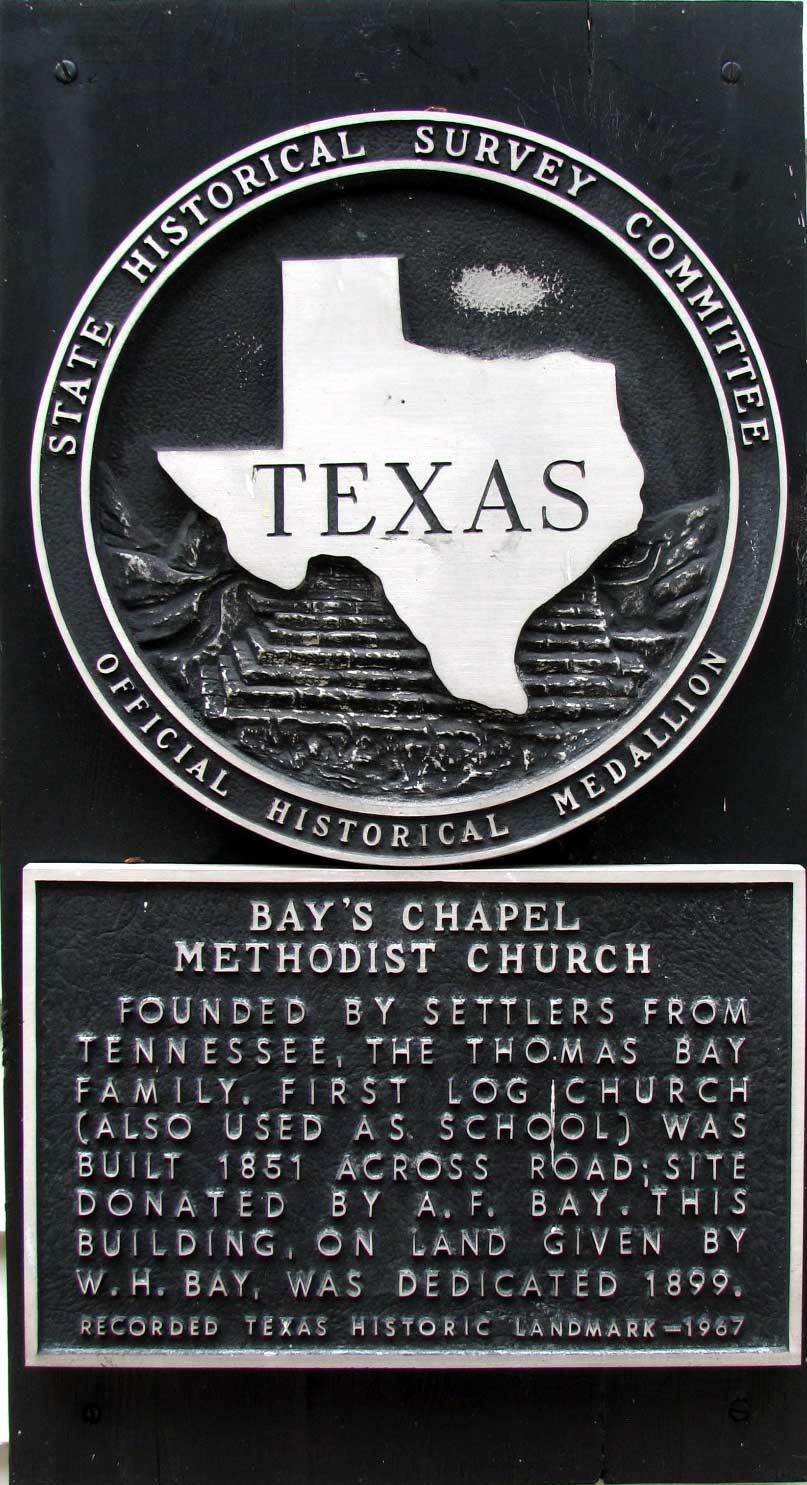 STATE HISTORICAL SURVEY COMMITTEE
TEXAS
OFFICIAL HISTORICAL MEDALLION
BAY'S CHAPEL
METHODIST CHURCH
FOUNDED BY SETTLERS FROM
TENNESSEE, THE THOMAS BAY
FAMILY. FIRST LOG CHURCH
(ALSO USED AS SCHOOL) WAS
BUILT 1851 ACROSS ROAD; SITE
DONATED BY A.F. BAY. THIS
BUILDING, ON LAND GIVEN BY
W.H. BAY, WAS DEDICATED 1899.
RECORDED TEXAS HISTORIC LANDMARK—1967